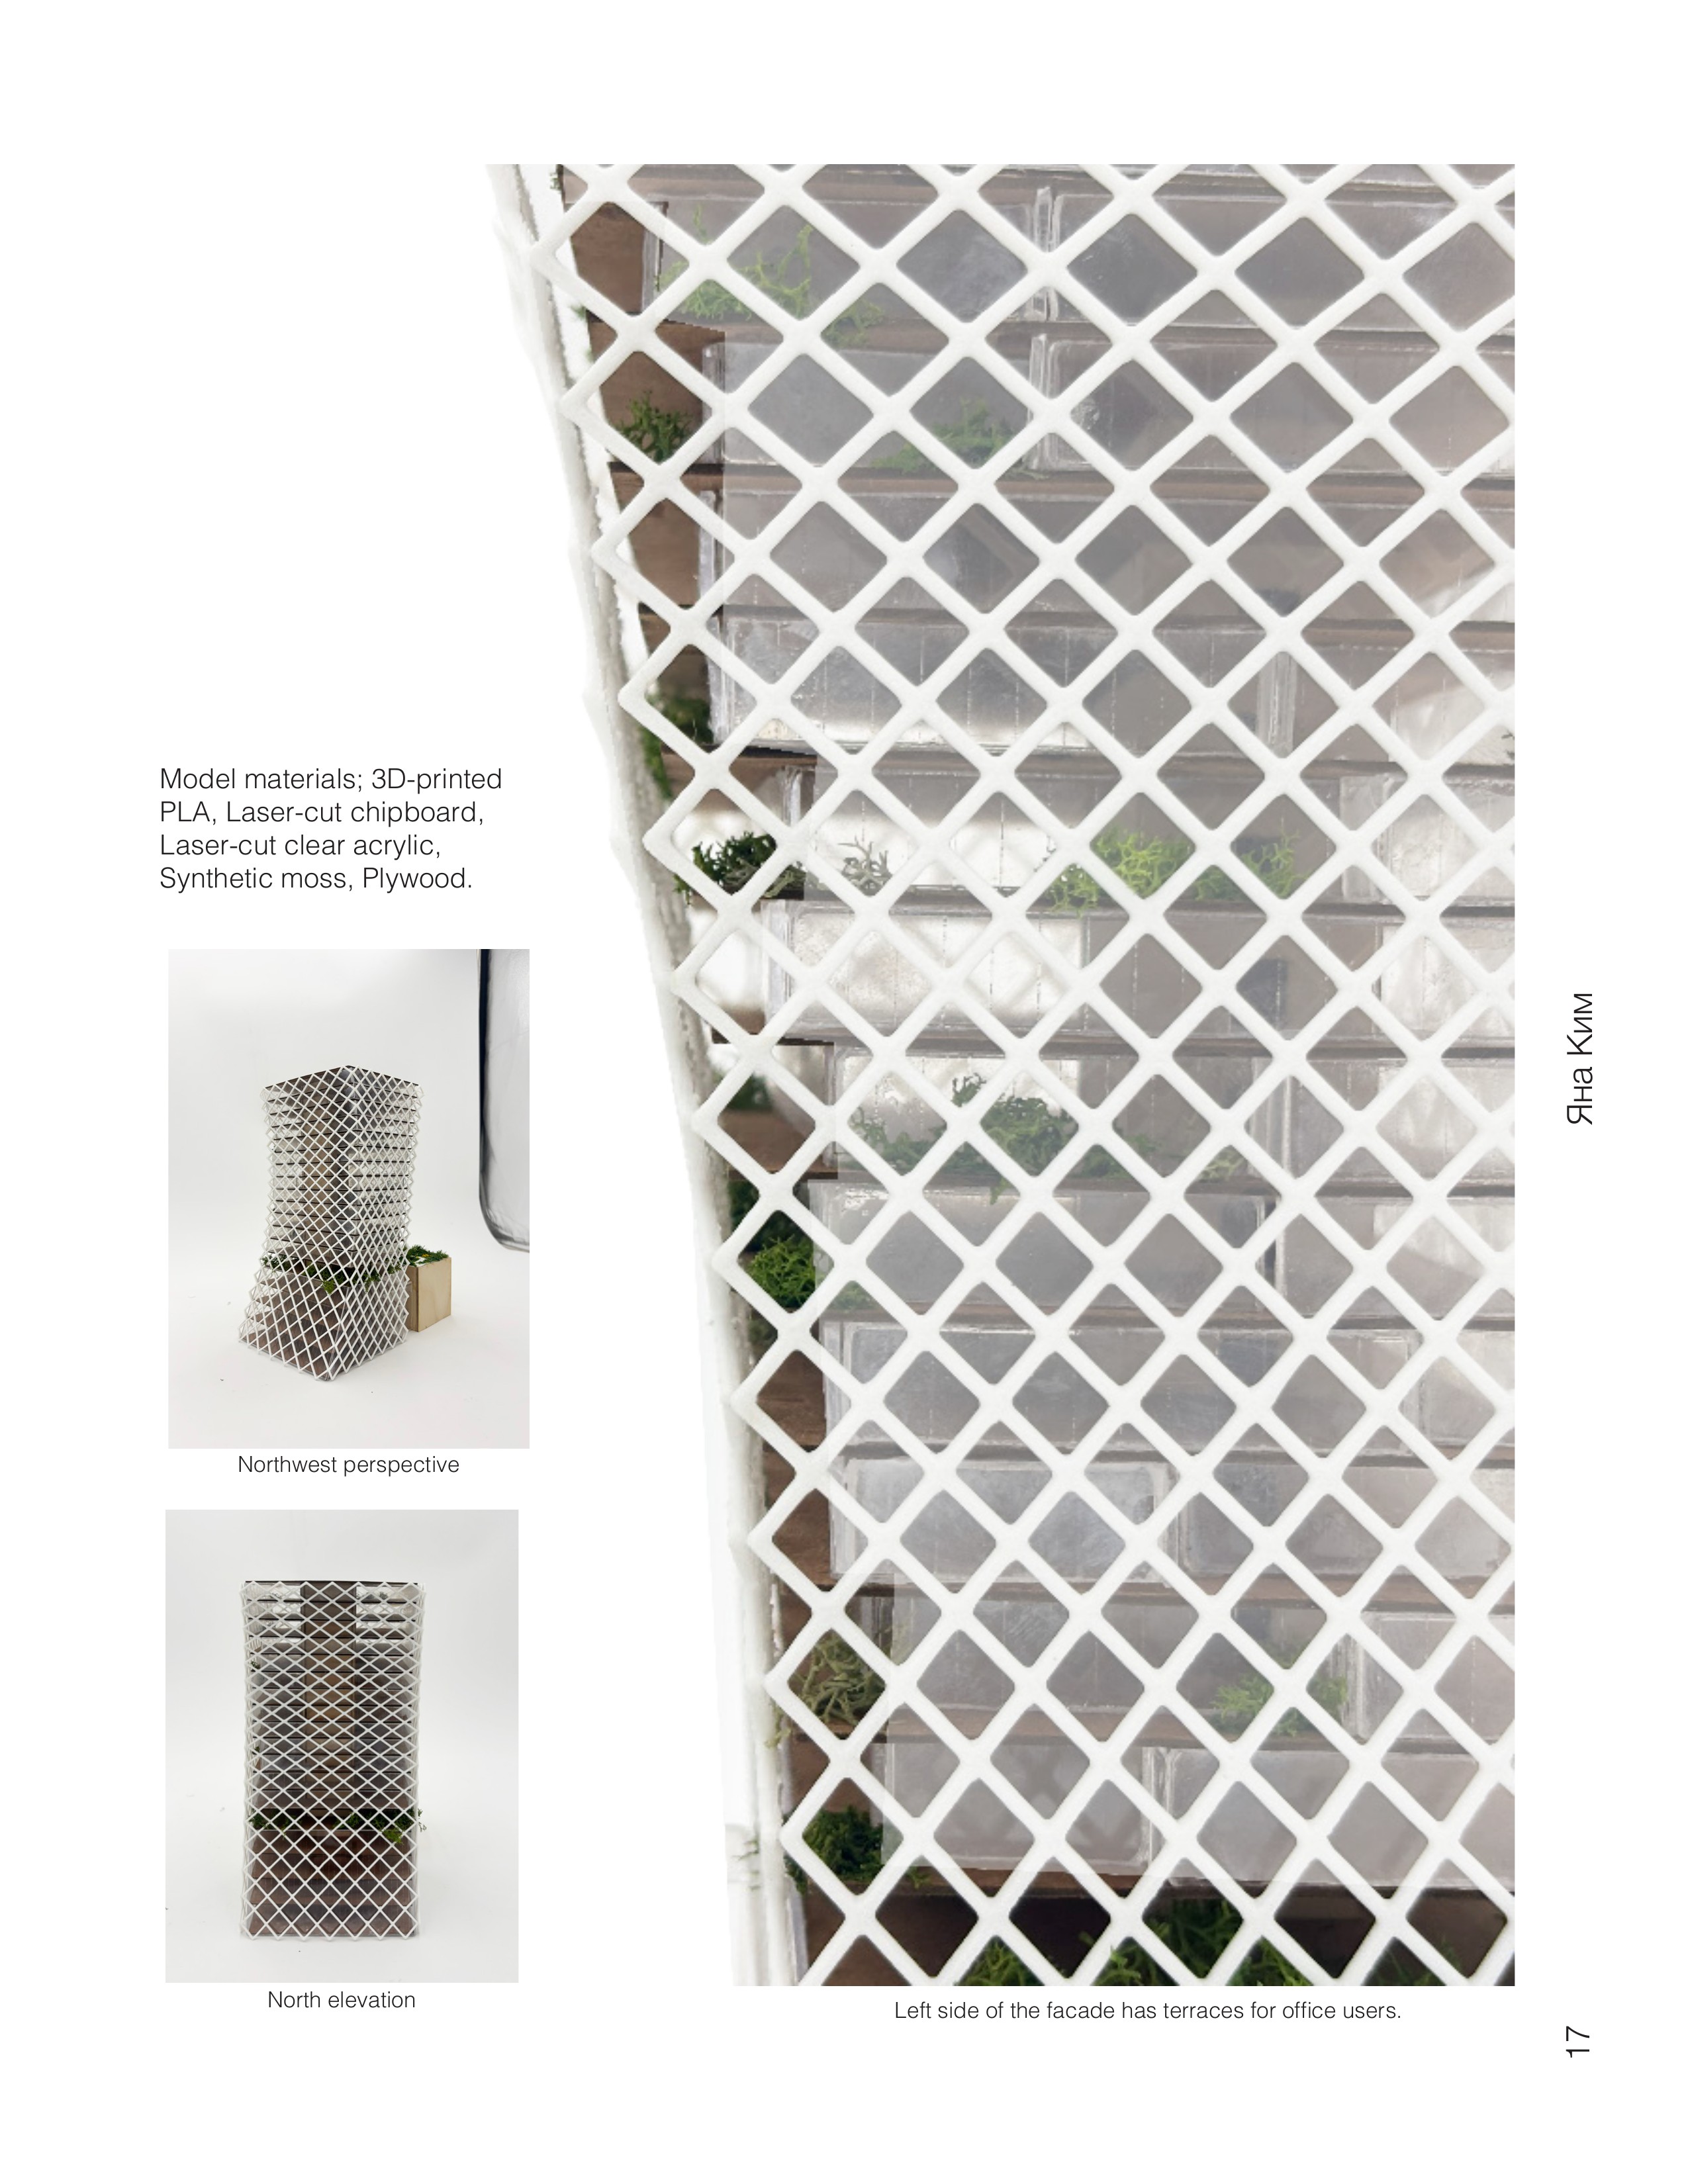 Model materials; 3D-printed
PLA, Laser-cut chipboard,
Laser-cut clear acrylic,
Synthetic moss, Plywood.
Northwest perspective
North elevation
Left side of the facade has terraces for office users.
Яна Ким
17